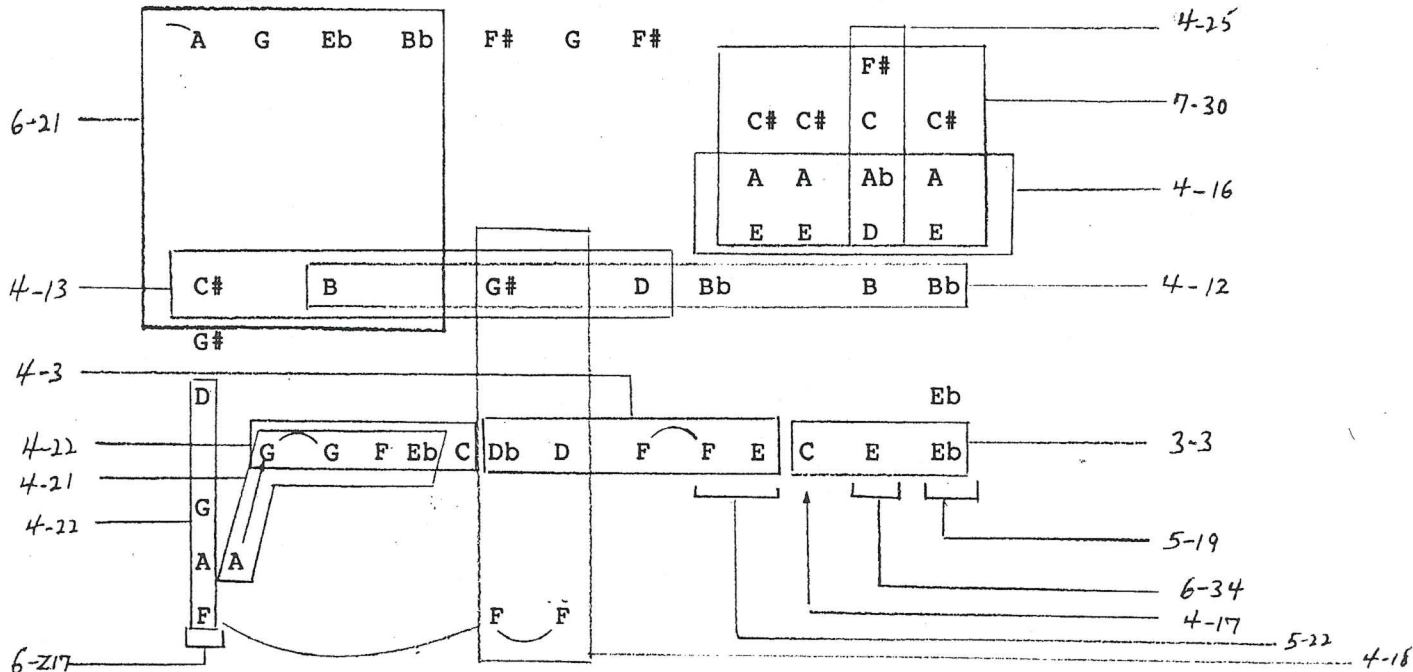 4-25
A G Eb Bb F# G F#
F#
7-30
6-21
C# C# C C#
A A Ab A
4-16
E E D E
4-13 C# B G# D Bb B Bb 4-12
G#
4-3
D Eb
4-22 G G F Eb C Db D F F E C E Eb 3-3
4-21
4-22 G
5-19
A A
6-34
F F F 4-17
5-22
6-Z17 4-18